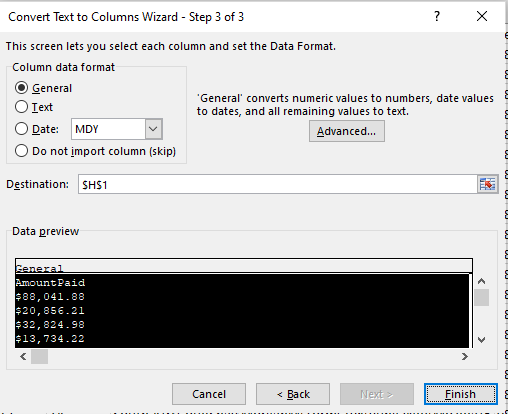 Convert Text to Columns Wizard - Step 3 of 3
This screen lets you select each column and set the Data Format.
Column data format
General
Text
Date: MDY
Do not import column (skip)
'General' converts numeric values to numbers, date values
to dates, and all remaining values to text.
Advanced...
Destination: $H$1
Data preview
General
AmountPaid
$88,041.88
$20,856.21
$32,824.98
$13,734.22
Cancel < Back Next > Finish